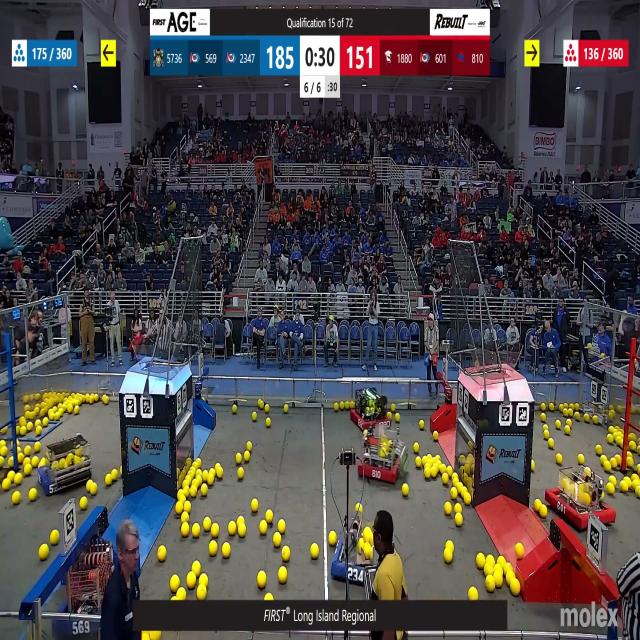 FIRST AGE
Qualification 15 of 72
REBUILT
175 / 360
5736 569 2347 185 0:30 151 1880 601 810
136 / 360
6 / 6 :30
BIMBO
REBUILT
REBUILT
810
601
234
569
FIRST® Long Island Regional
molex